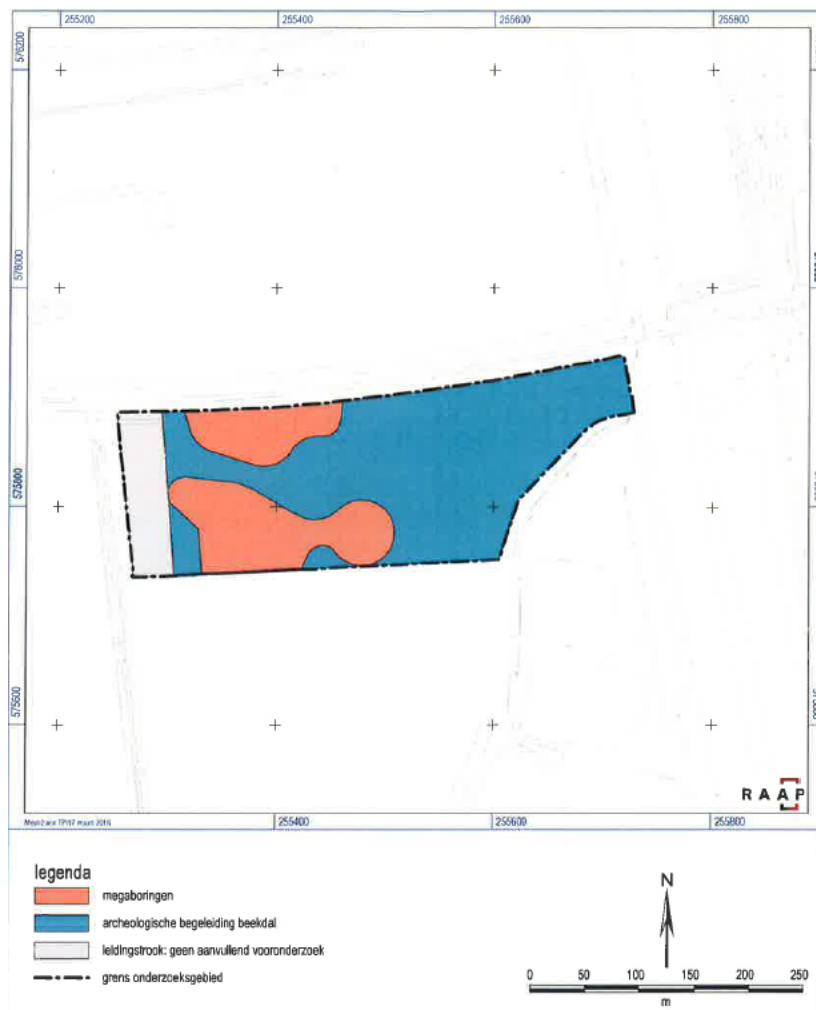 255200 255400 255600 255800
576200
576000
575800
575600
RAAP
255400 255600 255800
legenda
megaboringen
archeologische begeleiding beekdal
leidingstrook: geen aanvullend vooronderzoek
grens onderzoeksgebied
N
0 50 100 150 200 250
m